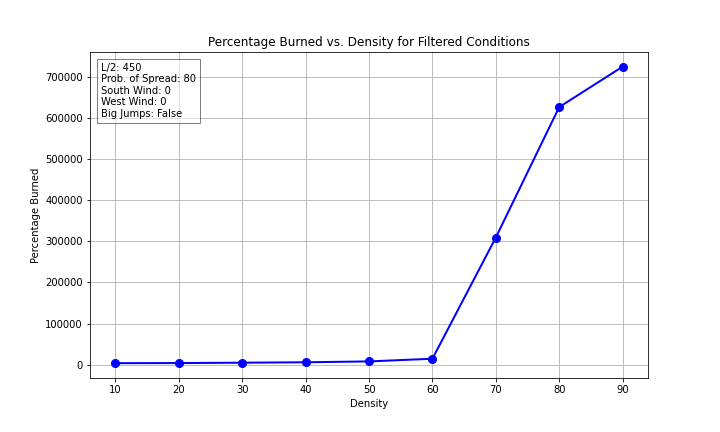 Percentage Burned vs. Density for Filtered Conditions
L/2: 450
Prob. of Spread: 80
South Wind: 0
West Wind: 0
Big Jumps: False
Percentage Burned
700000
600000
500000
400000
300000
200000
100000
0
10 20 30 40 50 60 70 80 90
Density